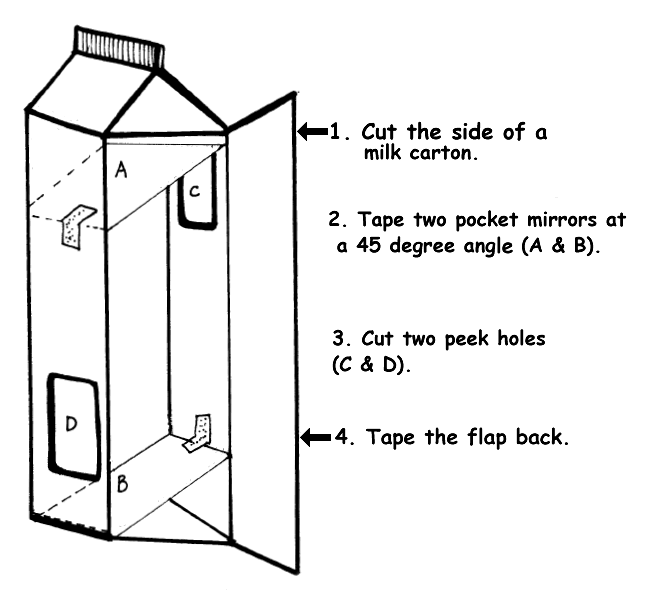 1. Cut the side of a
milk carton.
A
C
2. Tape two pocket mirrors at
a 45 degree angle (A & B).
3. Cut two peek holes
(C & D).
D
4. Tape the flap back.
B